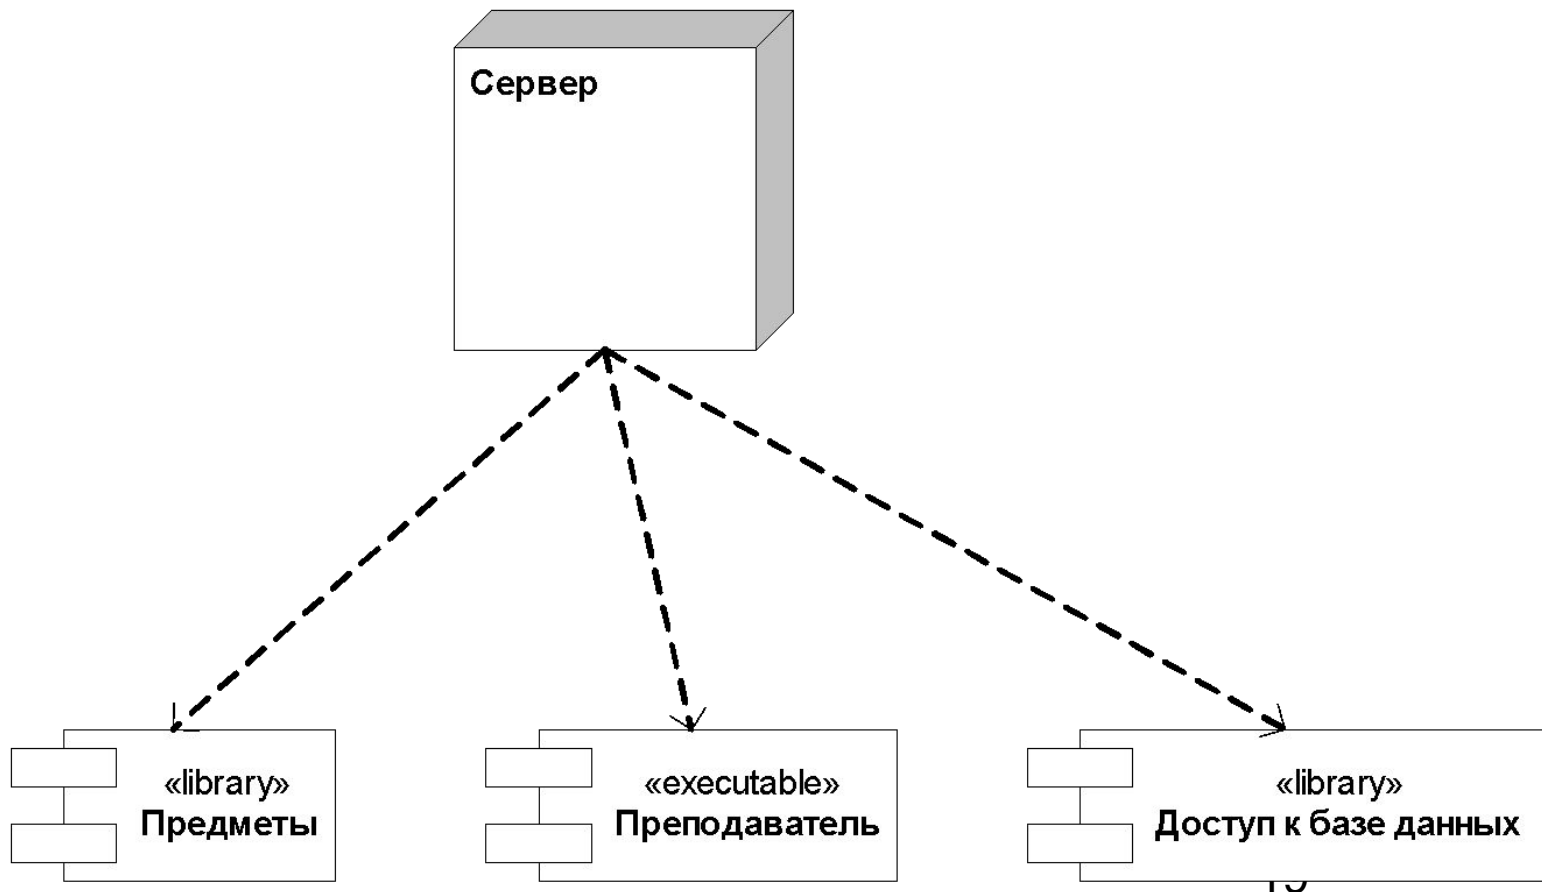 Сервер
«library»
Предметы
«executable»
Преподаватель
«library»
Доступ к базе данных